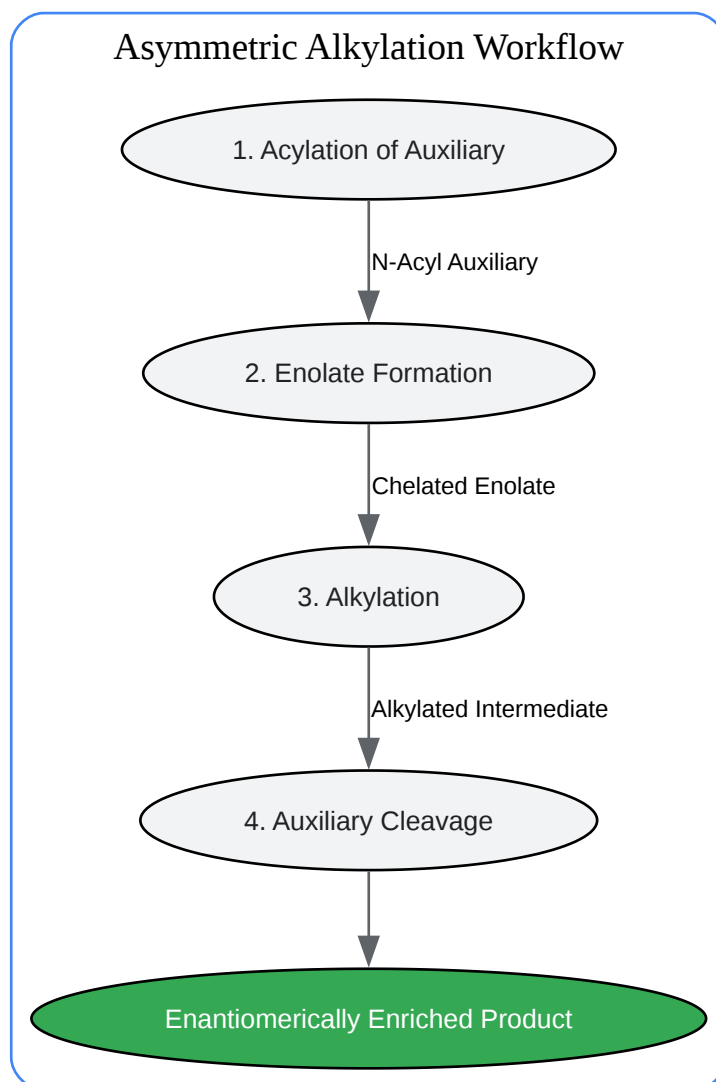 Asymmetric Alkylation Workflow
1. Acylation of Auxiliary
N-Acyl Auxiliary
2. Enolate Formation
Chelated Enolate
3. Alkylation
Alkylated Intermediate
4. Auxiliary Cleavage
Enantiomerically Enriched Product